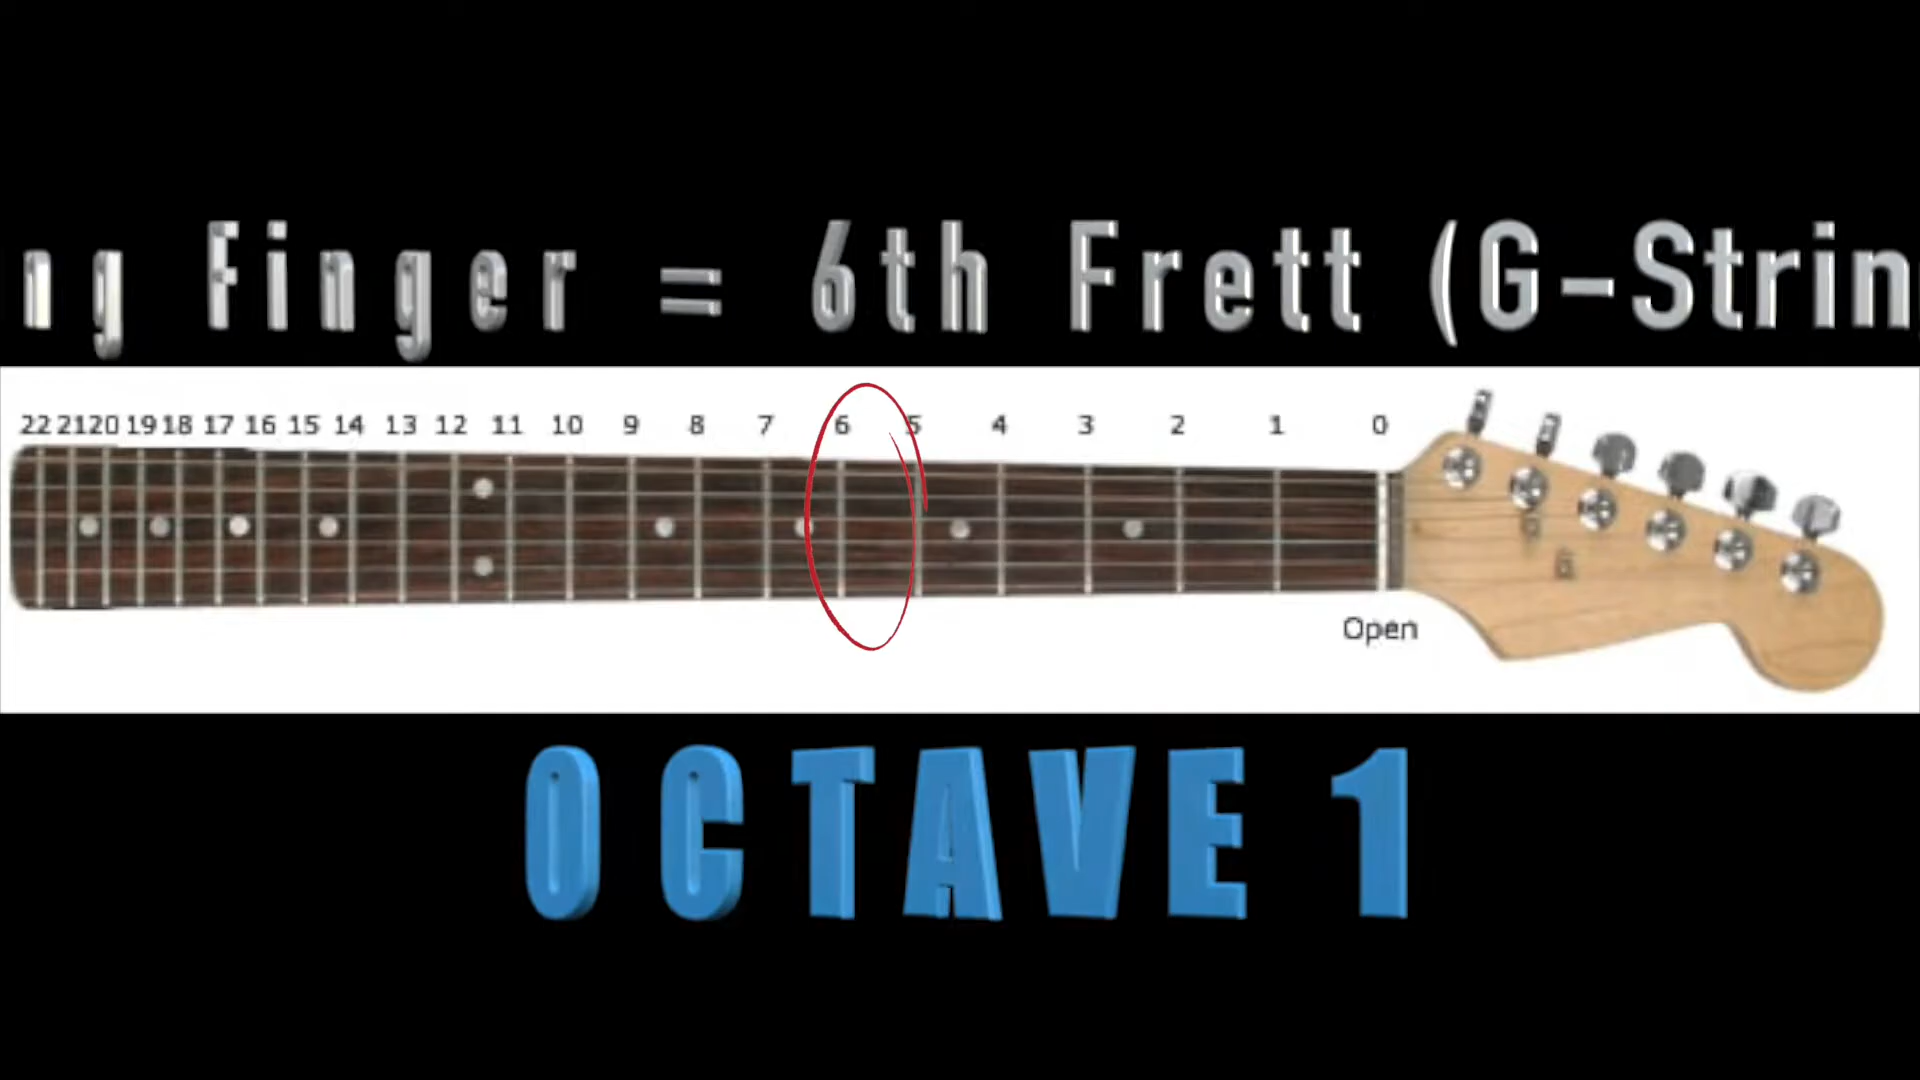 ng Finger = 6th Frett (G-Strin
22 21 20 19 18 17 16 15 14 13 12 11 10 9 8 7 6 5 4 3 2 1 0
Open
OCTAVE 1